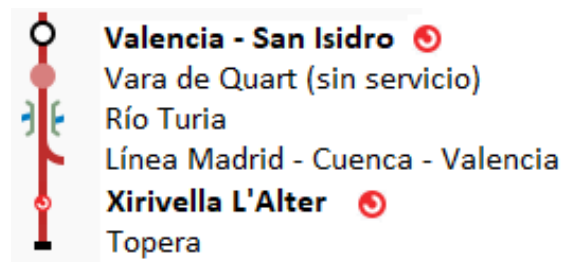 Valencia - San Isidro
Vara de Quart (sin servicio)
Río Turia
Línea Madrid - Cuenca - Valencia
Xirivella L'Alter
Topera